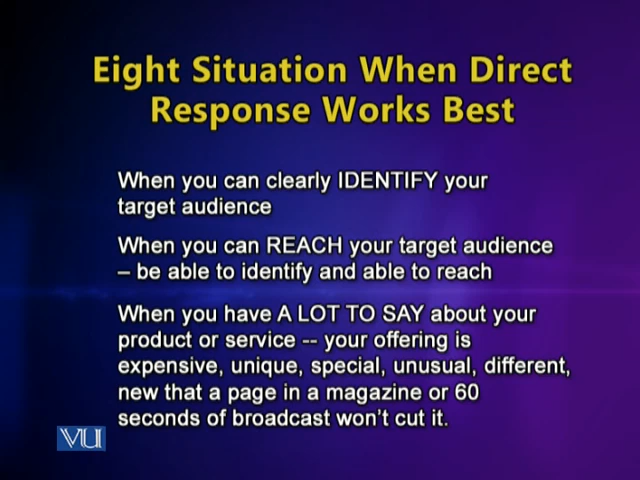 Eight Situation When Direct
Response Works Best
When you can clearly IDENTIFY your
target audience
When you can REACH your target audience
– be able to identify and able to reach
When you have A LOT TO SAY about your
product or service -- your offering is
expensive, unique, special, unusual, different,
new that a page in a magazine or 60
seconds of broadcast won't cut it.
VU